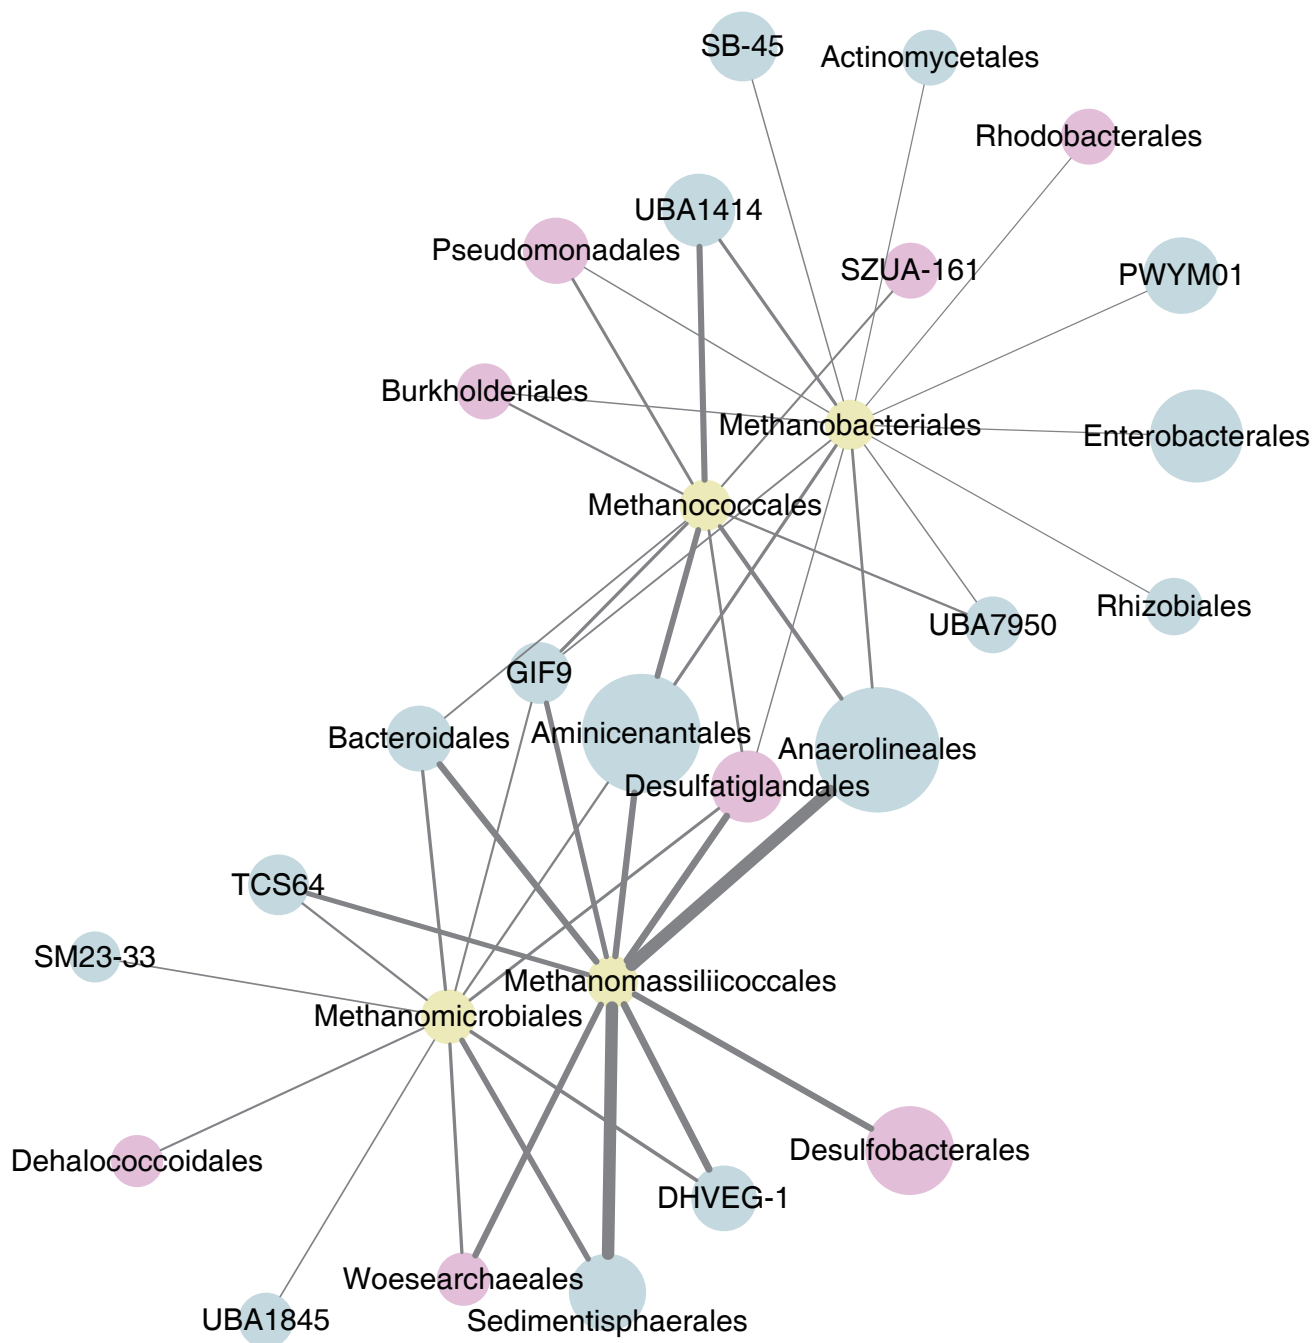 SB-45
Actinomycetales
Rhodobacterales
UBA1414
Pseudomonadales
SZUA-161
PWYM01
Burkholderiales
Methanobacteriales
Enterobacterales
Methanococcales
Rhizobiales
UBA7950
GIF9
Bacteroidales
Aminicenantales
Anaerolineales
Desulfatiglandales
TCS64
SM23-33
Methanomassiliicoccales
Methanomicrobiales
Desulfobacterales
Dehalococcoidales
DHVEG-1
Woesearchaeales
UBA1845
Sedimentisphaerales